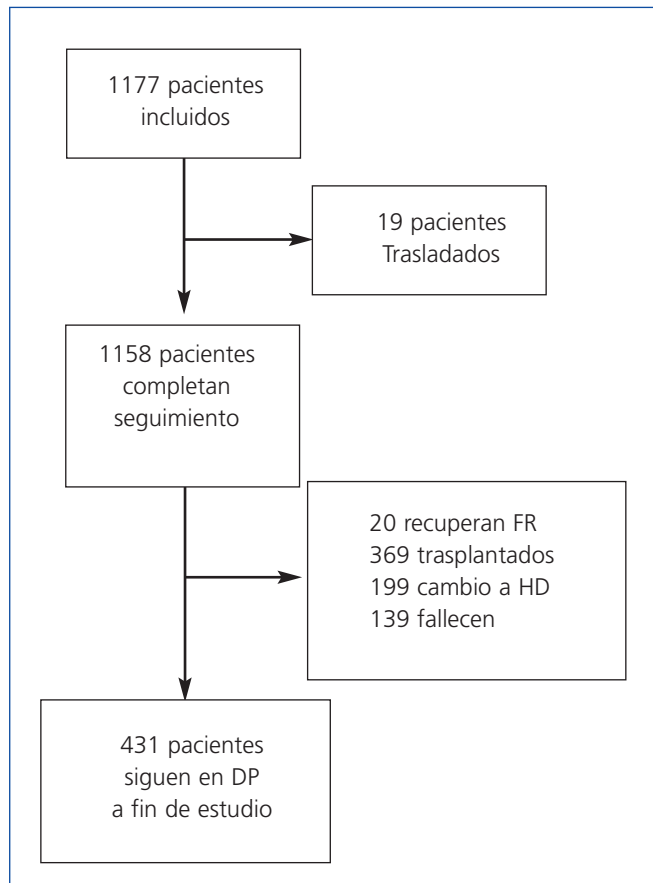 1177 pacientes
incluidos
19 pacientes
Trasladados
1158 pacientes
completan
seguimiento
20 recuperan FR
369 trasplantados
199 cambio a HD
139 fallecen
431 pacientes
siguen en DP
a fin de estudio